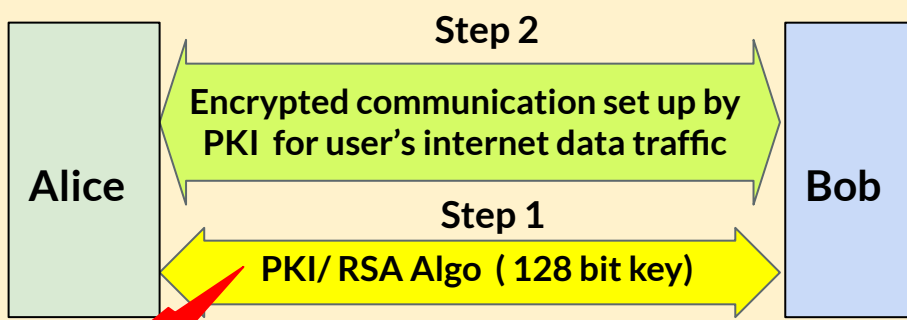 Step 2
Encrypted communication set up by
PKI for user's internet data traffic
Alice
Bob
Step 1
PKI/ RSA Algo ( 128 bit key)